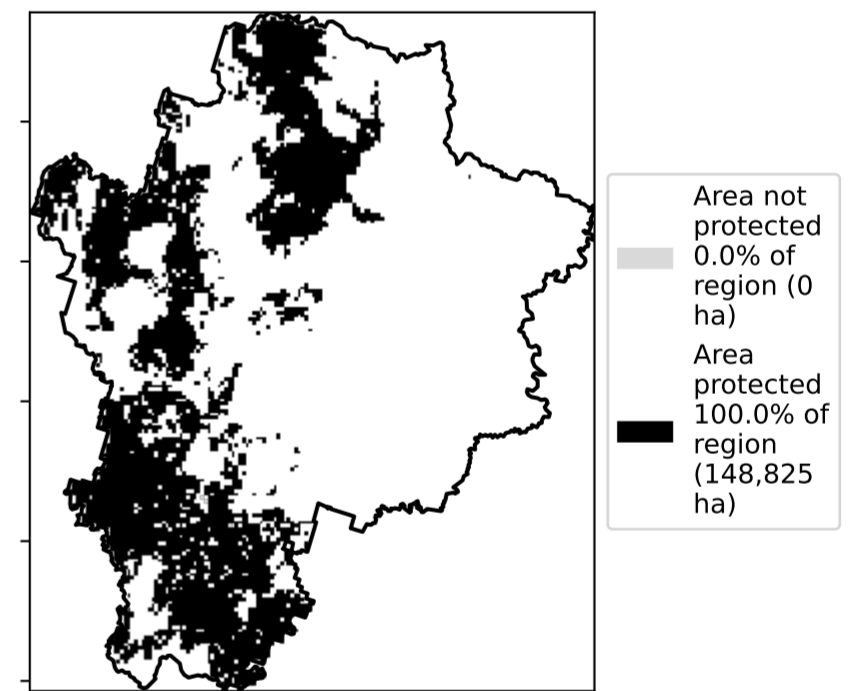 Area not
protected
0.0% of
region (0
ha)
Area
protected
100.0% of
region
(148,825
ha)